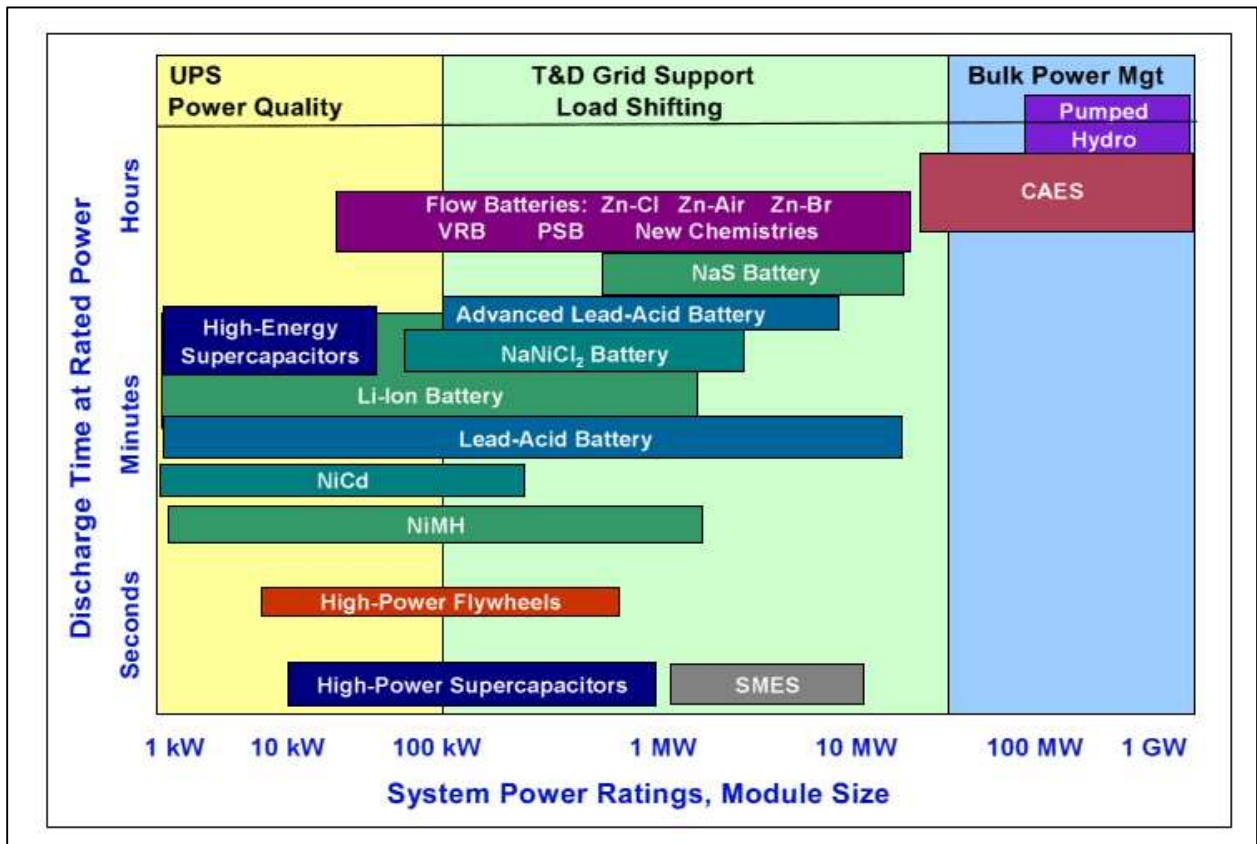 UPS
Power Quality
T&D Grid Support
Load Shifting
Bulk Power Mgt
Pumped
Hydro
CAES
Flow Batteries: Zn-Cl Zn-Air Zn-Br
VRB PSB New Chemistries
NaS Battery
Advanced Lead-Acid Battery
High-Energy
Supercapacitors
NaNiCl₂ Battery
Li-Ion Battery
Lead-Acid Battery
NiCd
NiMH
High-Power Flywheels
High-Power Supercapacitors
SMES
Discharge Time at Rated Power
Hours
Minutes
Seconds
1 kW 10 kW 100 kW 1 MW 10 MW 100 MW 1 GW
System Power Ratings, Module Size